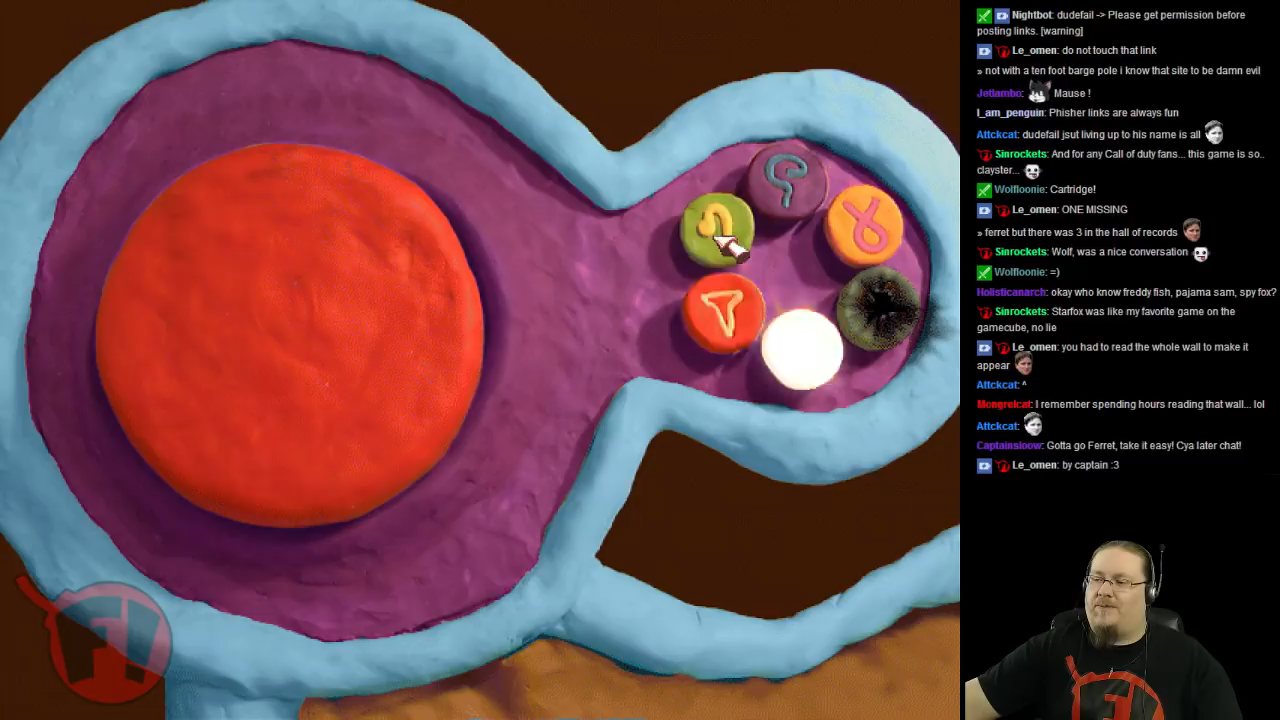 Nightbot: dudefail -> Please get permission before
posting links. [warning]
Le_omen: do not touch that link
» not with a ten foot barge pole i know that site to be damn evil
Jetlambo: Mause !
I_am_penguin: Phisher links are always fun
Attckcat: dudefail jsut living up to his name is all
Sinrockets: And for any Call of duty fans... this game is so..
clayster...
Wolfloonie: Cartridge!
Le_omen: ONE MISSING
» ferret but there was 3 in the hall of records
Sinrockets: Wolf, was a nice conversation
Wolfloonie: =)
Holisticanarch: okay who know freddy fish, pajama sam, spy fox?
Sinrockets: Starfox was like my favorite game on the
gamecube, no lie
Le_omen: you had to read the whole wall to make it
appear
Attckcat: ^
Mongrelcat: I remember spending hours reading that wall... lol
Attckcat:
Captainsloow: Gotta go Ferret, take it easy! Cya later chat!
Le_omen: by captain :3